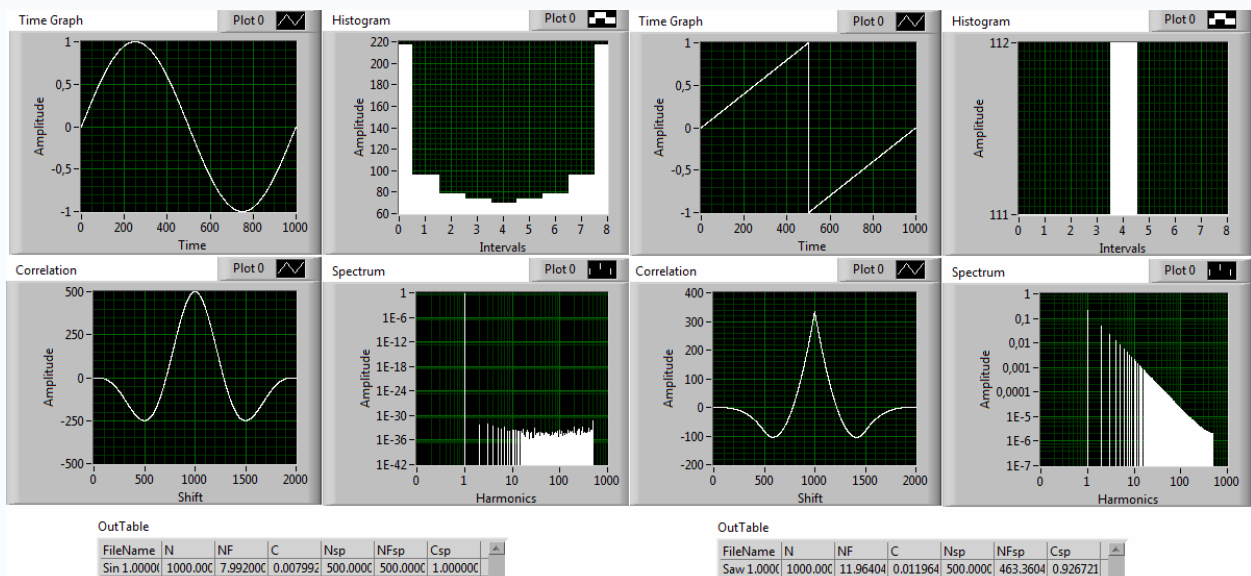 Time Graph Plot 0
Amplitude
1
0,5
0
-0,5
-1
0 200 400 600 800 1000
Time
Histogram Plot 0
Amplitude
220
200
180
160
140
120
100
80
60
0 1 2 3 4 5 6 7 8
Intervals
Time Graph Plot 0
Amplitude
1
0,5
0
-0,5
-1
0 200 400 600 800 1000
Time
Histogram Plot 0
Amplitude
112
111
0 1 2 3 4 5 6 7 8
Intervals
Correlation Plot 0
Amplitude
500
250
0
-250
-500
0 500 1000 1500 2000
Shift
Spectrum Plot 0
Amplitude
1
1E-6
1E-12
1E-18
1E-24
1E-30
1E-36
1E-42
0 1 10 100 1000
Harmonics
Correlation Plot 0
Amplitude
400
300
200
100
0
-100
-200
0 500 1000 1500 2000
Shift
Spectrum Plot 0
Amplitude
1
0,1
0,01
0,001
0,0001
1E-5
1E-6
1E-7
0 1 10 100 1000
Harmonics
OutTable
FileName N NF C Nsp NFsp Csp
Sin 1.0000( 1000.000 7.992000 0.007992 500.0000 500.0000 1.000000
OutTable
FileName N NF C Nsp NFsp Csp
Saw 1.0000 1000.000 11.96404 0.011964 500.0000 463.3604 0.926721